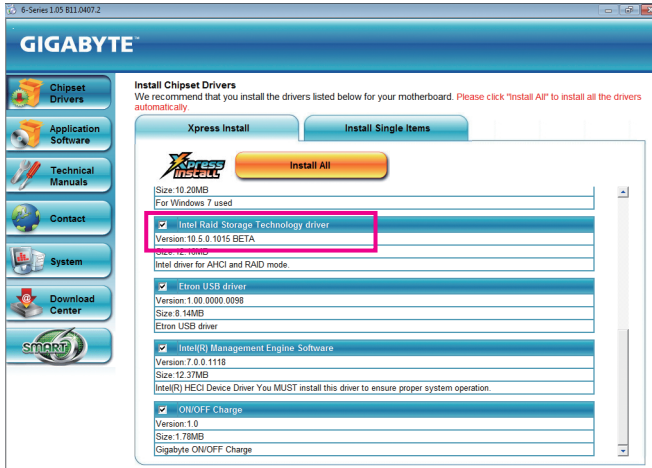 6-Series 1.05 B11.0407.2
GIGABYTE™
Chipset
Drivers
Application
Software
Technical
Manuals
Contact
System
Download
Center
SMART
Install Chipset Drivers
We recommend that you install the drivers listed below for your motherboard. Please click "Install All" to install all the drivers
automatically.
Xpress Install
Install Single Items
Xpress
Install
Install All
Size:10.20MB
For Windows 7 used
Intel Raid Storage Technology driver
Version:10.5.0.1015 BETA
Size:12.16MB
Intel driver for AHCI and RAID mode.
Etron USB driver
Version:1.00.0000.0098
Size:8.14MB
Etron USB driver
Intel(R) Management Engine Software
Version:7.0.0.1118
Size:12.37MB
Intel(R) HECI Device Driver You MUST install this driver to ensure proper system operation.
ON/OFF Charge
Version:1.0
Size:1.78MB
Gigabyte ON/OFF Charge